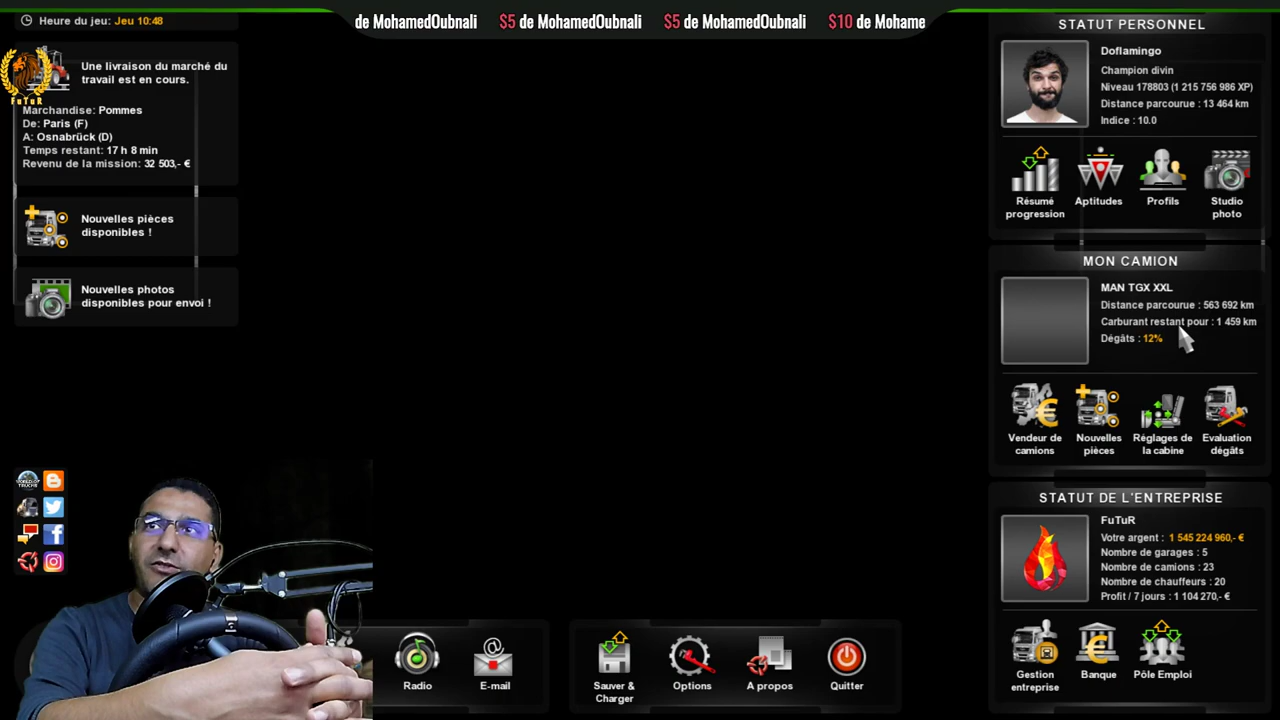 de MohamedOubnali $5 de MohamedOubnali $5 de MohamedOubnali $10 de Mohame
Heure du jeu: Jeu 10:48
FuTuR
Une livraison du marché du
travail est en cours.
Marchandise: Pommes
De: Paris (F)
A: Osnabrück (D)
Temps restant: 17 h 8 min
Revenu de la mission: 32 503,- €
Nouvelles pièces
disponibles !
Nouvelles photos
disponibles pour envoi !
STATUT PERSONNEL
Doflamingo
Champion divin
Niveau 178803 (1 215 756 986 XP)
Distance parcourue : 13 464 km
Indice : 10.0
Résumé
progression
Aptitudes
Profils
Studio
photo
MON CAMION
MAN TGX XXL
Distance parcourue : 563 692 km
Carburant restant pour : 1 459 km
Dégâts : 12%
Vendeur de
camions
Nouvelles
pièces
Réglages de
la cabine
Evaluation
dégâts
STATUT DE L'ENTREPRISE
FuTuR
Votre argent : 1 545 224 960,- €
Nombre de garages : 5
Nombre de camions : 23
Nombre de chauffeurs : 20
Profit / 7 jours : 1 104 270,- €
Gestion
entreprise
Banque
Pôle Emploi
Radio
E-mail
Sauver &
Charger
Options
A propos
Quitter